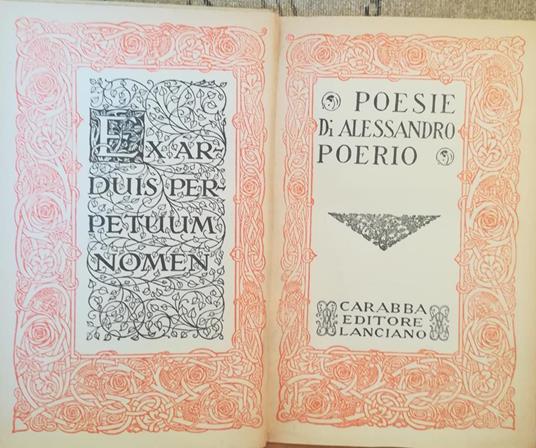 EX AR-
DUIS PER-
PETUUM
NOMEN
POESIE
Di ALESSANDRO
POERIO
CARABBA
EDITORE
LANCIANO